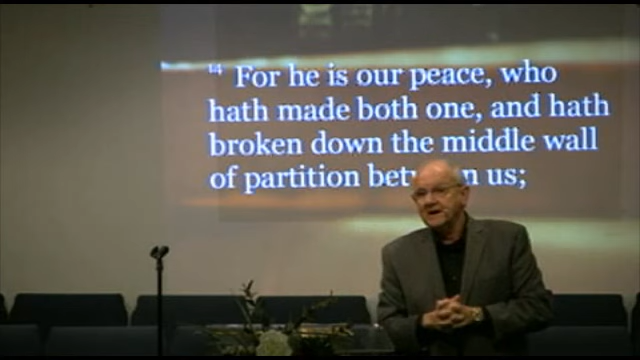 14 For he is our peace, who
hath made both one, and hath
broken down the middle wall
of partition between us;